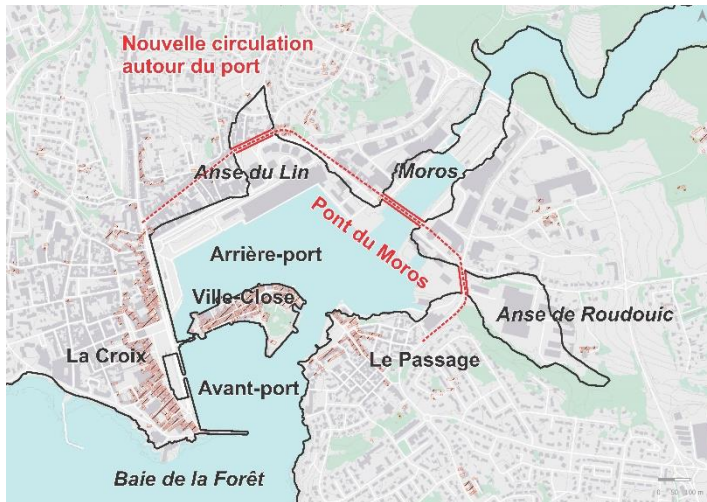 Nouvelle circulation
autour du port
Anse du Lin
Moros
Pont du Moros
Arrière-port
Ville-Close
Anse de Roudouic
La Croix
Le Passage
Avant-port
Baie de la Forêt